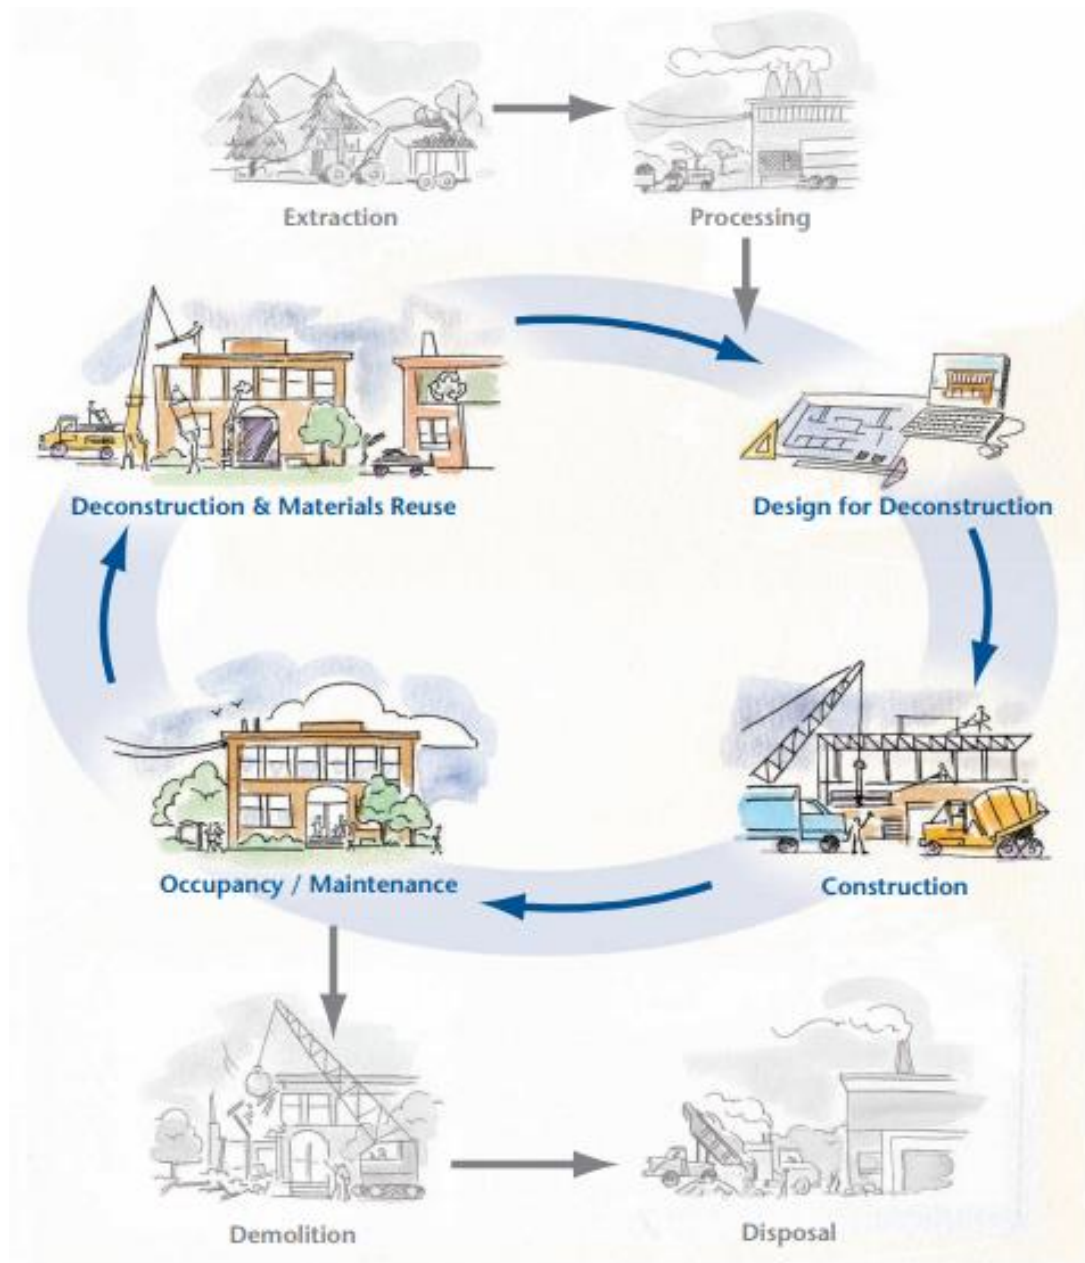 Extraction
Processing
Deconstruction & Materials Reuse
Design for Deconstruction
Occupancy / Maintenance
Construction
Demolition
Disposal